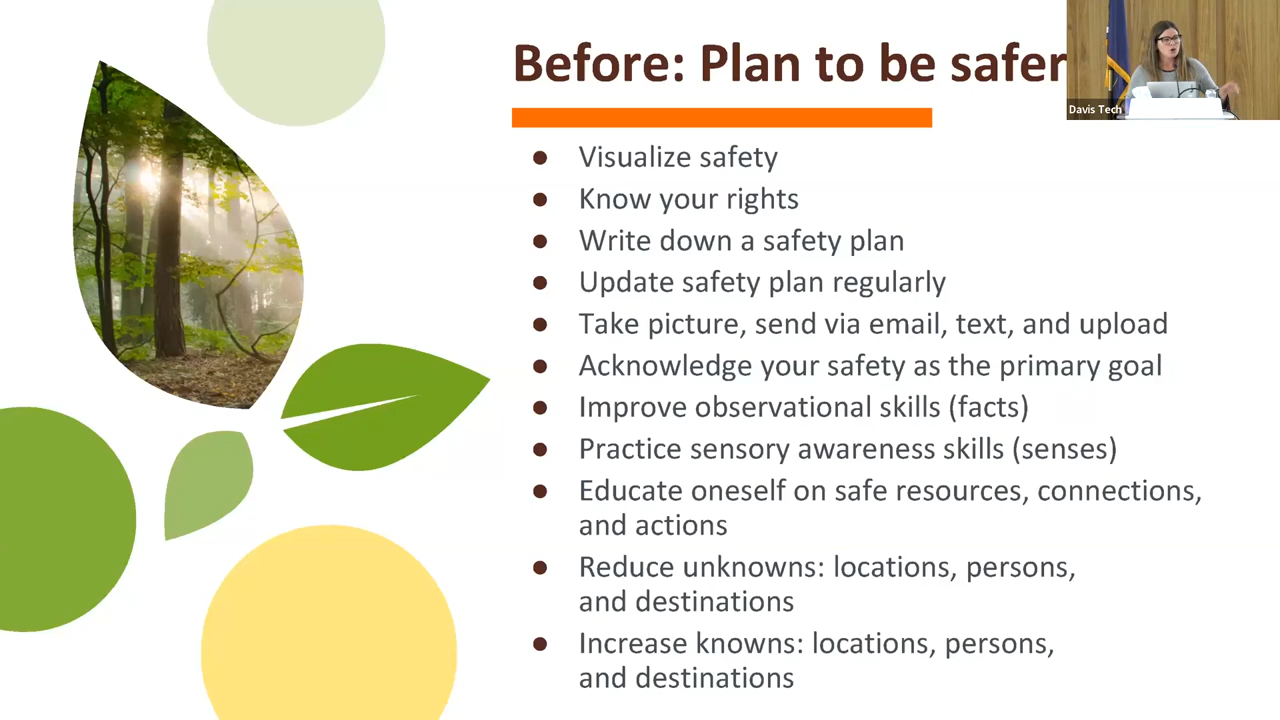 Before: Plan to be safer
Davis Tech
● Visualize safety
● Know your rights
● Write down a safety plan
● Update safety plan regularly
● Take picture, send via email, text, and upload
● Acknowledge your safety as the primary goal
● Improve observational skills (facts)
● Practice sensory awareness skills (senses)
● Educate oneself on safe resources, connections,
and actions
● Reduce unknowns: locations, persons,
and destinations
● Increase knowns: locations, persons,
and destinations